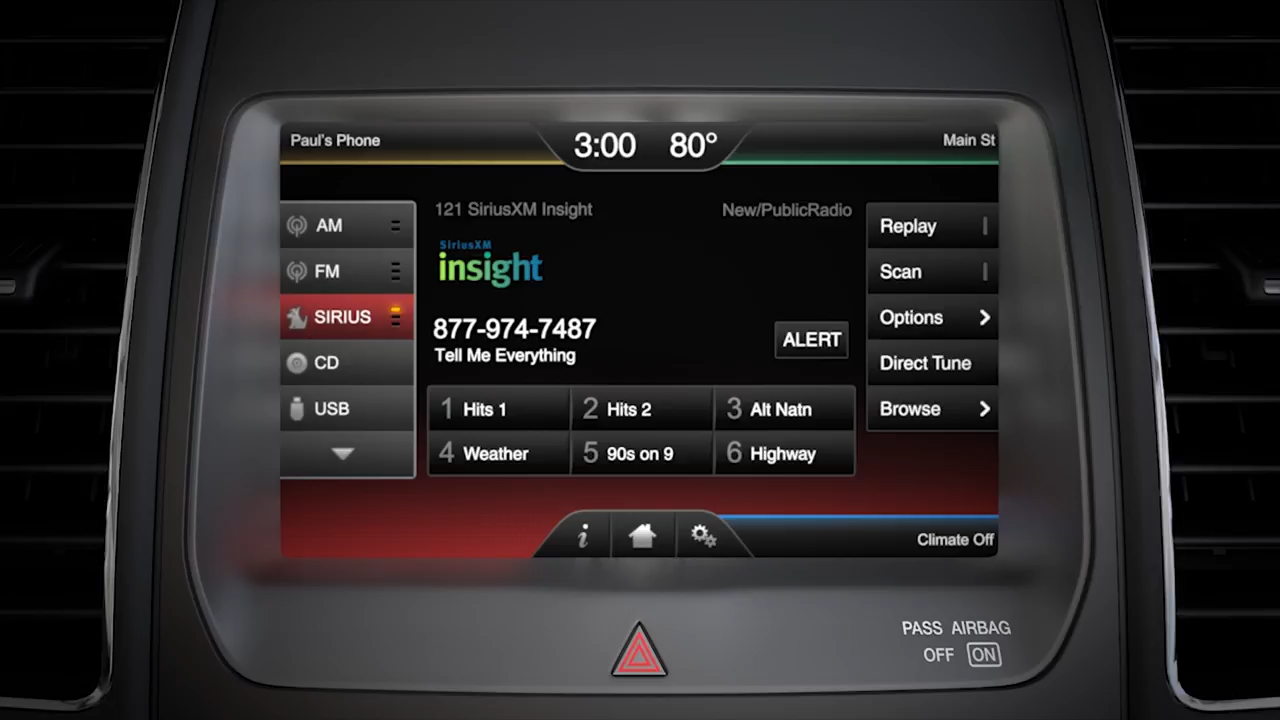 Paul's Phone
3:00 80°
Main St
AM
FM
SIRIUS
CD
USB
121 SiriusXM Insight
New/PublicRadio
SiriusXM
insight
877-974-7487
Tell Me Everything
ALERT
1 Hits 1
2 Hits 2
3 Alt Natn
4 Weather
5 90s on 9
6 Highway
Replay
Scan
Options
Direct Tune
Browse
i
Climate Off
PASS AIRBAG
OFF ON